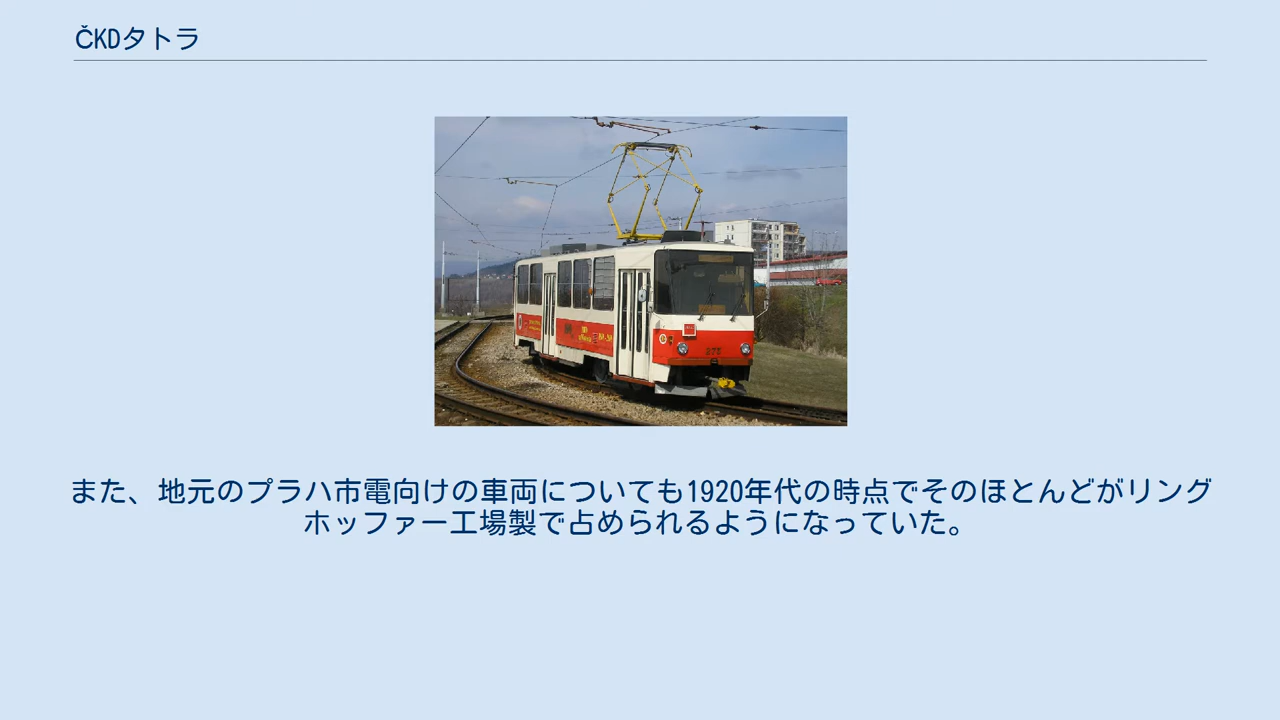 ČKDタトラ
また、地元のプラハ市電向けの車両についても1920年代の時点でそのほとんどがリング
ホッファー工場製で占められるようになっていた。